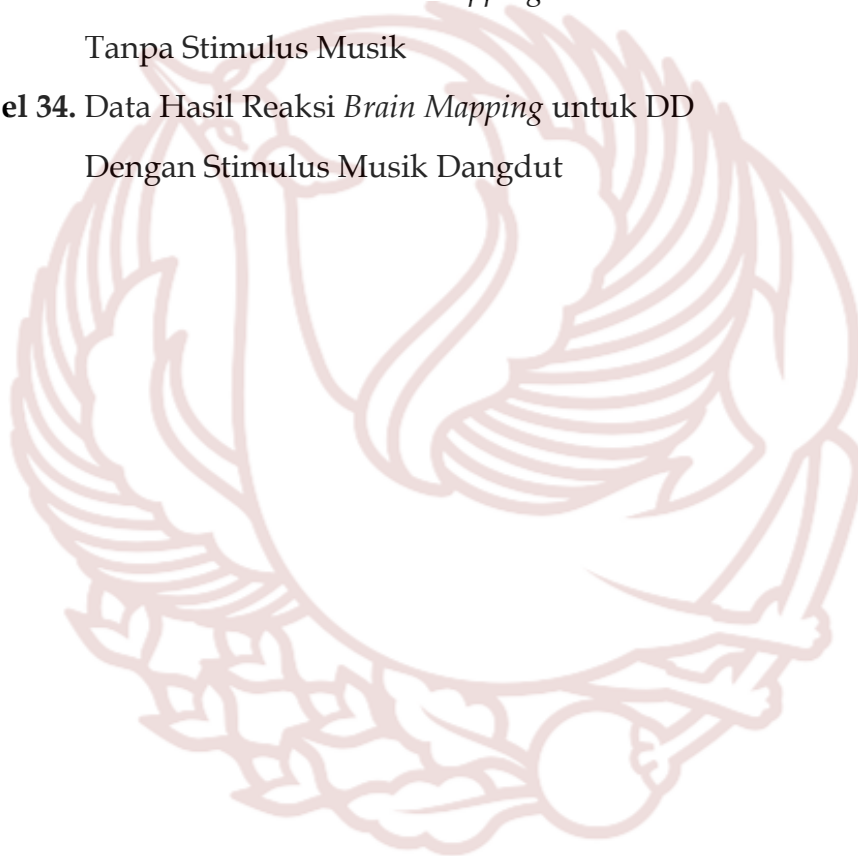 Tanpa Stimulus Musik
el 34. Data Hasil Reaksi Brain Mapping untuk DD
Dengan Stimulus Musik Dangdut